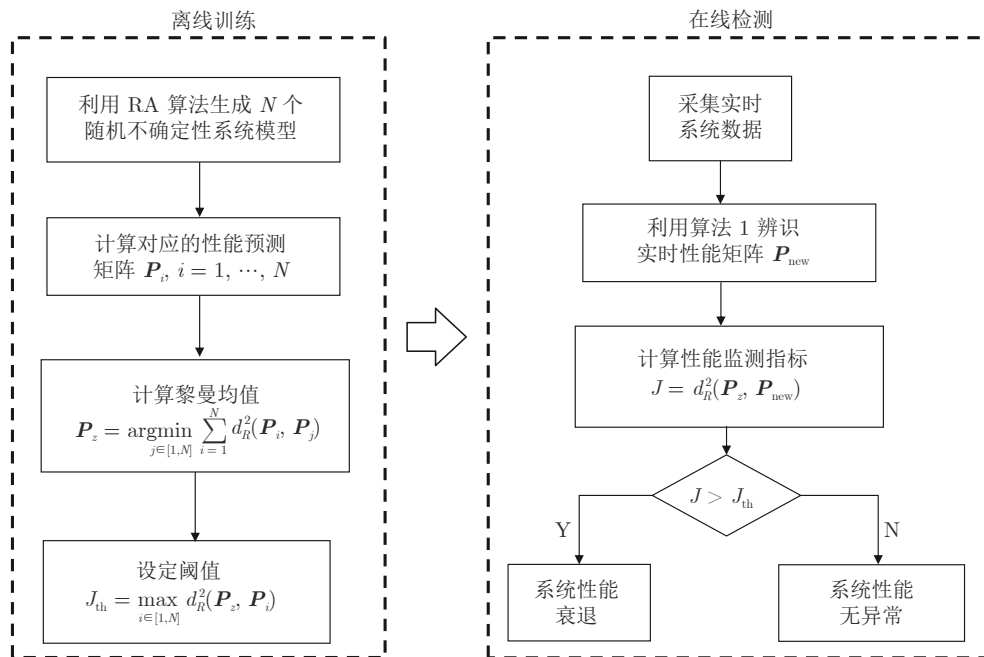 离线训练
利用 RA 算法生成 N 个
随机不确定性系统模型
计算对应的性能预测
矩阵 P_i, i = 1, ⋯, N
计算黎曼均值
P_z = argmin_{j∈[1,N]} ∑_{i=1}^{N} d_R^2(P_i, P_j)
设定阈值
J_th = max_{i∈[1,N]} d_R^2(P_z, P_i)
在线检测
采集实时
系统数据
利用算法 1 辨识
实时性能矩阵 P_new
计算性能监测指标
J = d_R^2(P_z, P_new)
J > J_th
Y
N
系统性能
衰退
系统性能
无异常